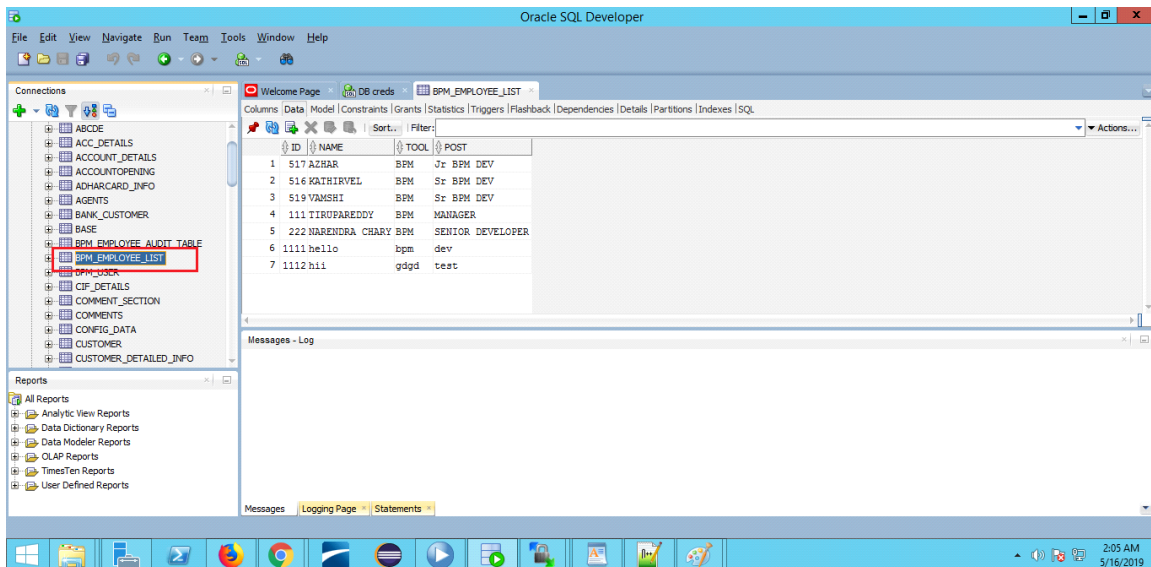 Oracle SQL Developer
File Edit View Navigate Run Team Tools Window Help
Connections
ABCDE
ACC_DETAILS
ACCOUNT_DETAILS
ACCOUNTOPENING
ADHARCARD_INFO
AGENTS
BANK_CUSTOMER
BASE
BPM_EMPLOYEE_AUDIT_TABLE
BPM_EMPLOYEE_LIST
BPM_USER
CIF_DETAILS
COMMENT_SECTION
COMMENTS
CONFIG_DATA
CUSTOMER
CUSTOMER_DETAILED_INFO
Reports
All Reports
Analytic View Reports
Data Dictionary Reports
Data Modeler Reports
OLAP Reports
TimesTen Reports
User Defined Reports
Welcome Page DB creds BPM_EMPLOYEE_LIST
Columns Data Model Constraints Grants Statistics Triggers Flashback Dependencies Details Partitions Indexes SQL
Sort.. Filter: Actions...
ID NAME TOOL POST
1 517 AZHAR BPM Jr BPM DEV
2 516 KATHIRVEL BPM Sr BPM DEV
3 519 VAMSHI BPM Sr BPM DEV
4 111 TIRUPAREDDY BPM MANAGER
5 222 NARENDRA CHARY BPM SENIOR DEVELOPER
6 1111 hello bpm dev
7 1112 hii gdgd test
Messages - Log
Messages Logging Page Statements
2:05 AM
5/16/2019